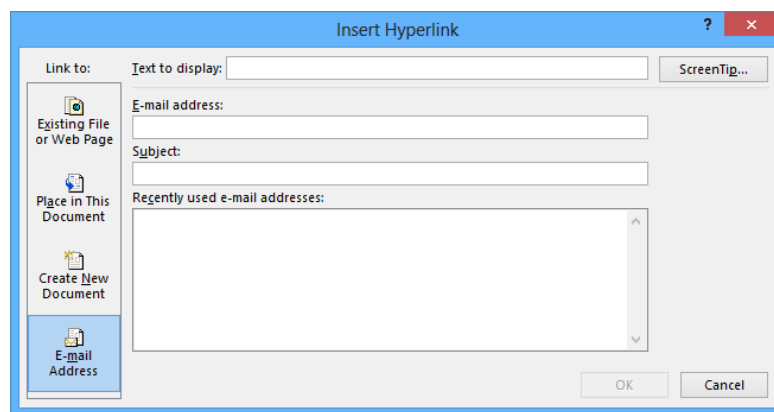 Insert Hyperlink
?
Link to:
Text to display:
ScreenTip...
Existing File
or Web Page
Place in This
Document
Create New
Document
E-mail
Address
E-mail address:
Subject:
Recently used e-mail addresses:
OK
Cancel